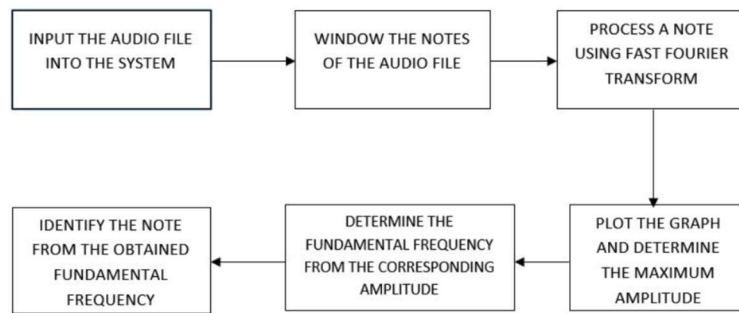 INPUT THE AUDIO FILE
INTO THE SYSTEM
WINDOW THE NOTES
OF THE AUDIO FILE
PROCESS A NOTE
USING FAST FOURIER
TRANSFORM
PLOT THE GRAPH
AND DETERMINE
THE MAXIMUM
AMPLITUDE
DETERMINE THE
FUNDAMENTAL FREQUENCY
FROM THE CORRESPONDING
AMPLITUDE
IDENTIFY THE NOTE
FROM THE OBTAINED
FUNDAMENTAL
FREQUENCY